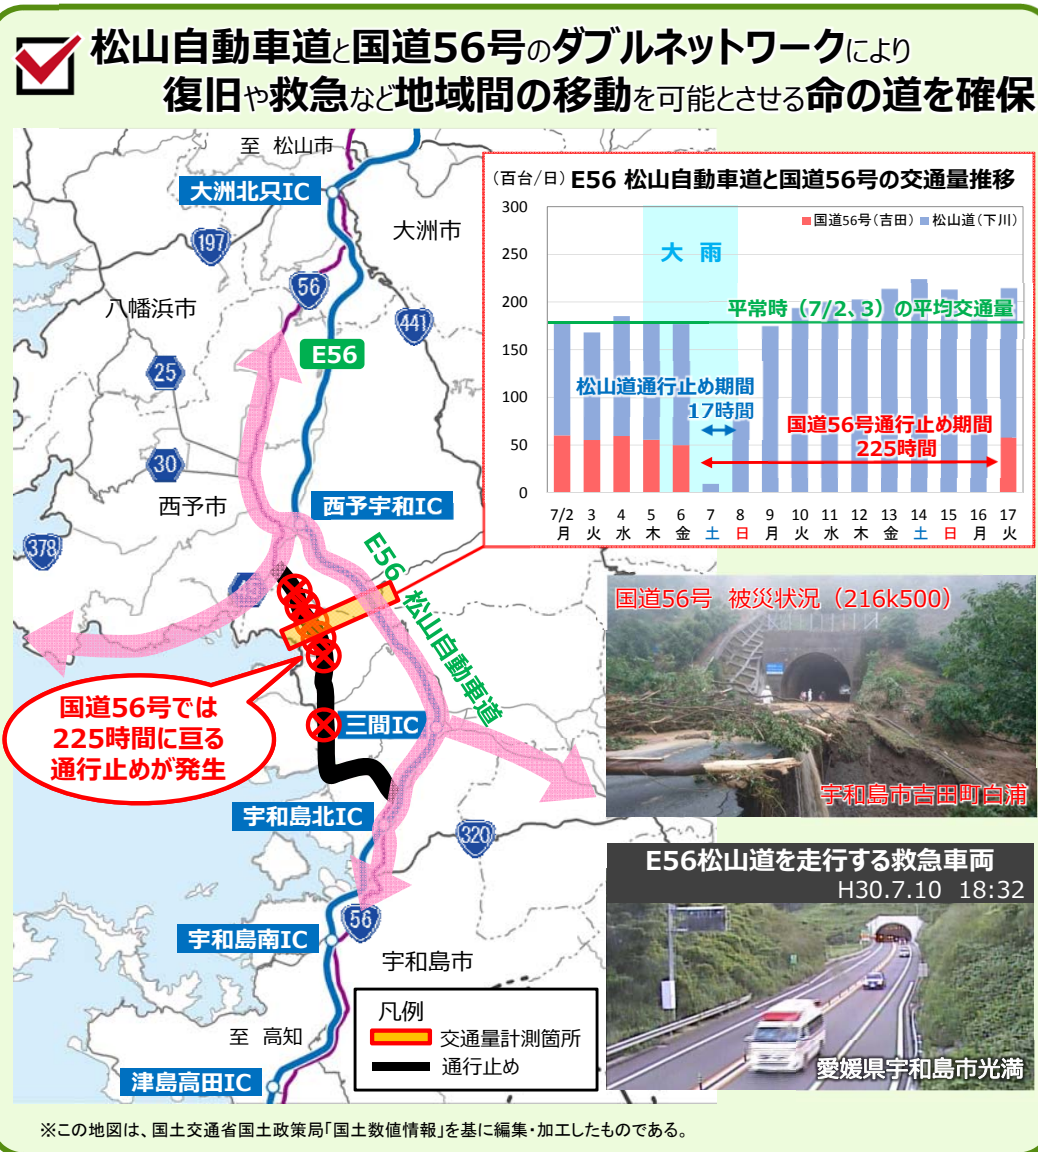 松山自動車道と国道56号のダブルネットワークにより
復旧や救急など地域間の移動を可能とさせる命の道を確保
至 松山市
大洲北只IC
大洲市
197
56
八幡浜市
441
E56
25
30
西予市
西予宇和IC
378
E56 松山自動車道
国道56号では
225時間に亘る
通行止めが発生
三間IC
宇和島北IC
320
56
宇和島南IC
宇和島市
至 高知
津島高田IC
凡例
交通量計測箇所
通行止め
(百台/日) E56 松山自動車道と国道56号の交通量推移
300
250
200
150
100
50
0
国道56号(吉田) 松山道(下川)
大 雨
平常時(7/2、3)の平均交通量
松山道通行止め期間
17時間
国道56号通行止め期間
225時間
7/2 3 4 5 6 7 8 9 10 11 12 13 14 15 16 17
月 火 水 木 金 土 日 月 火 水 木 金 土 日 月 火
国道56号 被災状況(216k500)
宇和島市吉田町白浦
E56松山道を走行する救急車両
H30.7.10 18:32
愛媛県宇和島市光満
※この地図は、国土交通省国土政策局「国土数値情報」を基に編集・加工したものである。